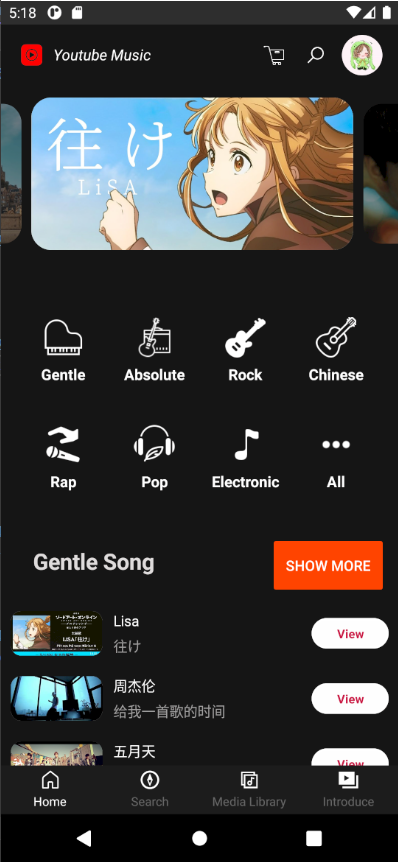 5:18
Youtube Music
往け
LiSA
Gentle
Absolute
Rock
Chinese
Rap
Pop
Electronic
All
Gentle Song
SHOW MORE
Lisa
往け
View
周杰伦
给我一首歌的时间
View
五月天
View
Home
Search
Media Library
Introduce